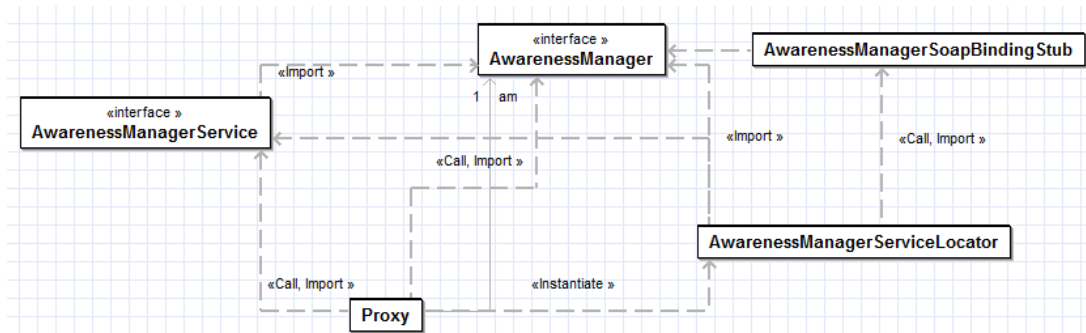 «interface »
AwarenessManager
AwarenessManagerSoapBindingStub
«Import »
«interface »
AwarenessManagerService
1 am
«Import »
«Call, Import »
«Call, Import »
AwarenessManagerServiceLocator
«Call, Import »
«Instantiate »
Proxy